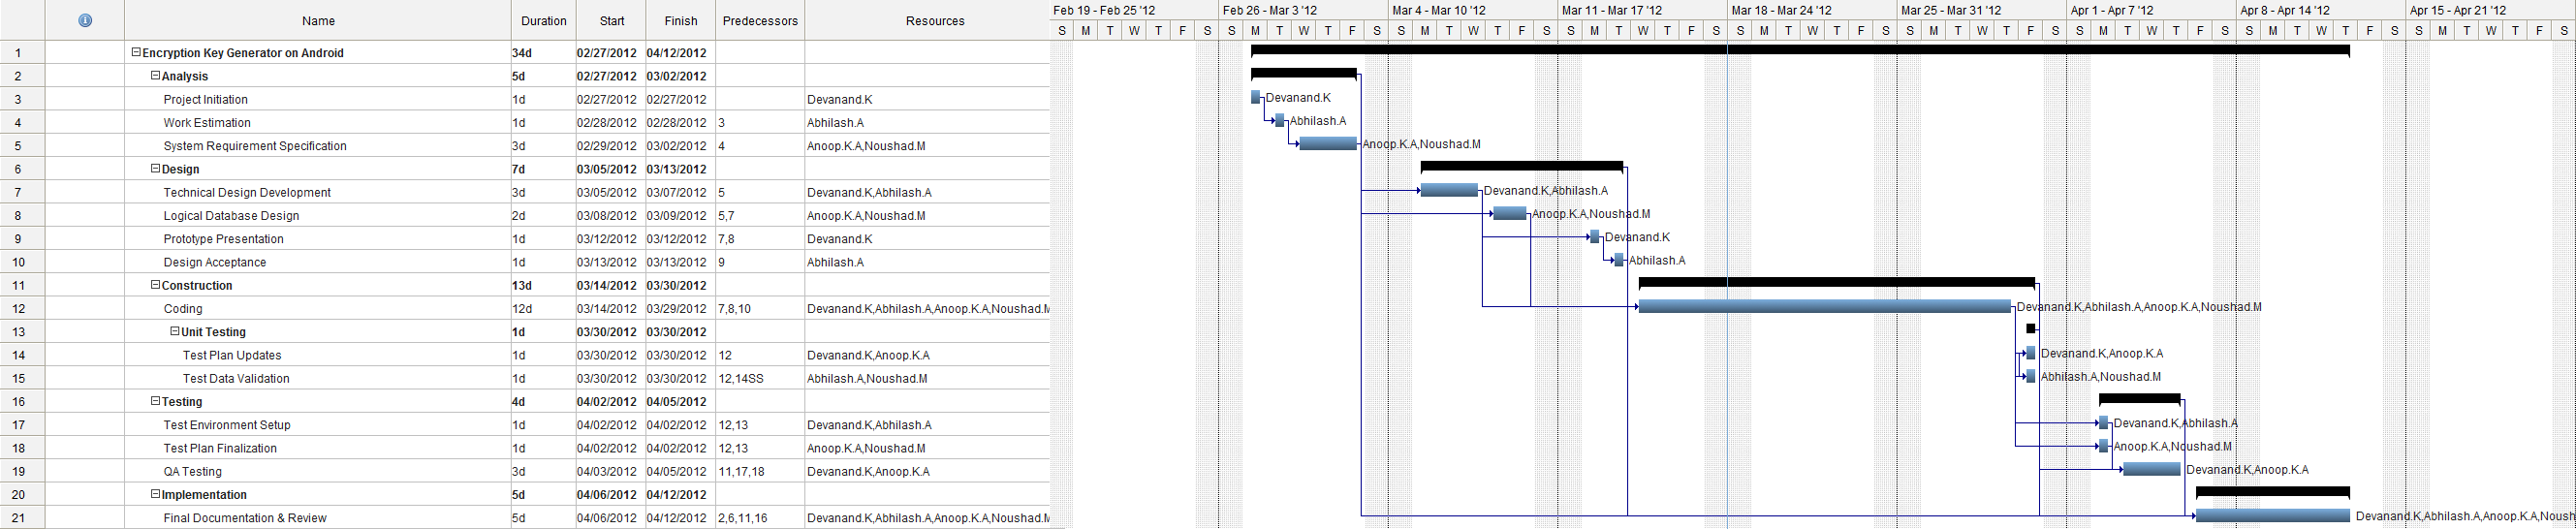 Name Duration Start Finish Predecessors Resources
Feb 19 - Feb 25 '12 Feb 26 - Mar 3 '12 Mar 4 - Mar 10 '12 Mar 11 - Mar 17 '12 Mar 18 - Mar 24 '12 Mar 25 - Mar 31 '12 Apr 1 - Apr 7 '12 Apr 8 - Apr 14 '12 Apr 15 - Apr 21 '12
S M T W T F S S M T W T F S S M T W T F S S M T W T F S S M T W T F S S M T W T F S S M T W T F S S M T W T F S S M T W T F S
1 Encryption Key Generator on Android 34d 02/27/2012 04/12/2012
2 Analysis 5d 02/27/2012 03/02/2012
3 Project Initiation 1d 02/27/2012 02/27/2012 Devanand.K Devanand.K
4 Work Estimation 1d 02/28/2012 02/28/2012 3 Abhilash.A Abhilash.A
5 System Requirement Specification 3d 02/29/2012 03/02/2012 4 Anoop.K.A,Noushad.M Anoop.K.A,Noushad.M
6 Design 7d 03/05/2012 03/13/2012
7 Technical Design Development 3d 03/05/2012 03/07/2012 5 Devanand.K,Abhilash.A Devanand.K,Abhilash.A
8 Logical Database Design 2d 03/08/2012 03/09/2012 5,7 Anoop.K.A,Noushad.M Anoop.K.A,Noushad.M
9 Prototype Presentation 1d 03/12/2012 03/12/2012 7,8 Devanand.K Devanand.K
10 Design Acceptance 1d 03/13/2012 03/13/2012 9 Abhilash.A Abhilash.A
11 Construction 13d 03/14/2012 03/30/2012
12 Coding 12d 03/14/2012 03/29/2012 7,8,10 Devanand.K,Abhilash.A,Anoop.K.A,Noushad.M Devanand.K,Abhilash.A,Anoop.K.A,Noushad.M
13 Unit Testing 1d 03/30/2012 03/30/2012
14 Test Plan Updates 1d 03/30/2012 03/30/2012 12 Devanand.K,Anoop.K.A Devanand.K,Anoop.K.A
15 Test Data Validation 1d 03/30/2012 03/30/2012 12,14SS Abhilash.A,Noushad.M Abhilash.A,Noushad.M
16 Testing 4d 04/02/2012 04/05/2012
17 Test Environment Setup 1d 04/02/2012 04/02/2012 12,13 Devanand.K,Abhilash.A Devanand.K,Abhilash.A
18 Test Plan Finalization 1d 04/02/2012 04/02/2012 12,13 Anoop.K.A,Noushad.M Anoop.K.A,Noushad.M
19 QA Testing 3d 04/03/2012 04/05/2012 11,17,18 Devanand.K,Anoop.K.A Devanand.K,Anoop.K.A
20 Implementation 5d 04/06/2012 04/12/2012
21 Final Documentation & Review 5d 04/06/2012 04/12/2012 2,6,11,16 Devanand.K,Abhilash.A,Anoop.K.A,Noushad.M Devanand.K,Abhilash.A,Anoop.K.A,Noush